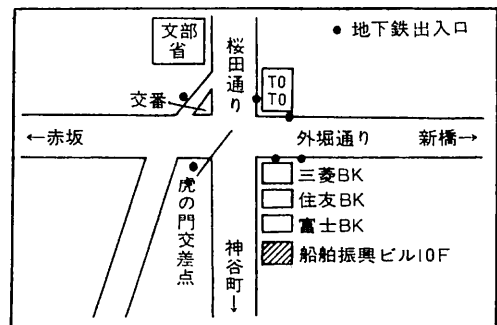 文部
省
桜田通り
● 地下鉄出入口
TO
TO
交番
←赤坂
外堀通り
新橋→
虎の門交差点
三菱BK
住友BK
富士BK
船舶振興ビル10F
神谷町→